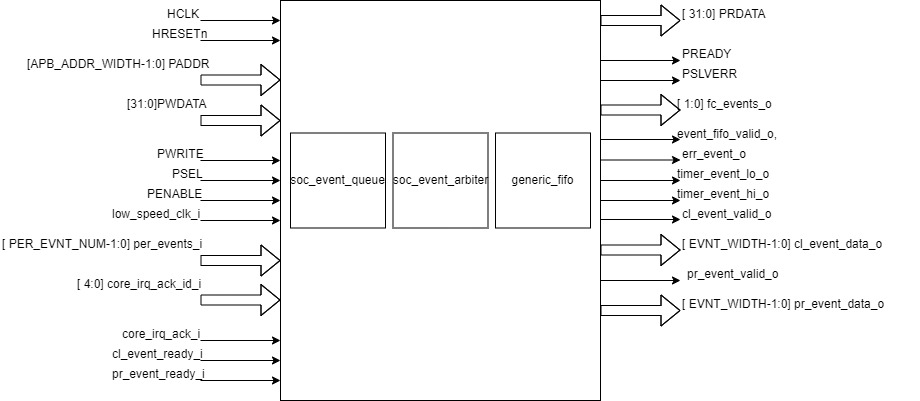 HCLK
HRESETn
[APB_ADDR_WIDTH-1:0] PADDR
[31:0]PWDATA
PWRITE
PSEL
PENABLE
low_speed_clk_i
[ PER_EVNT_NUM-1:0] per_events_i
[ 4:0] core_irq_ack_id_i
core_irq_ack_i
cl_event_ready_i
pr_event_ready_i
soc_event_queue
soc_event_arbiter
generic_fifo
[ 31:0] PRDATA
PREADY
PSLVERR
[ 1:0] fc_events_o
event_fifo_valid_o,
err_event_o
timer_event_lo_o
timer_event_hi_o
cl_event_valid_o
[ EVNT_WIDTH-1:0] cl_event_data_o
pr_event_valid_o
[ EVNT_WIDTH-1:0] pr_event_data_o